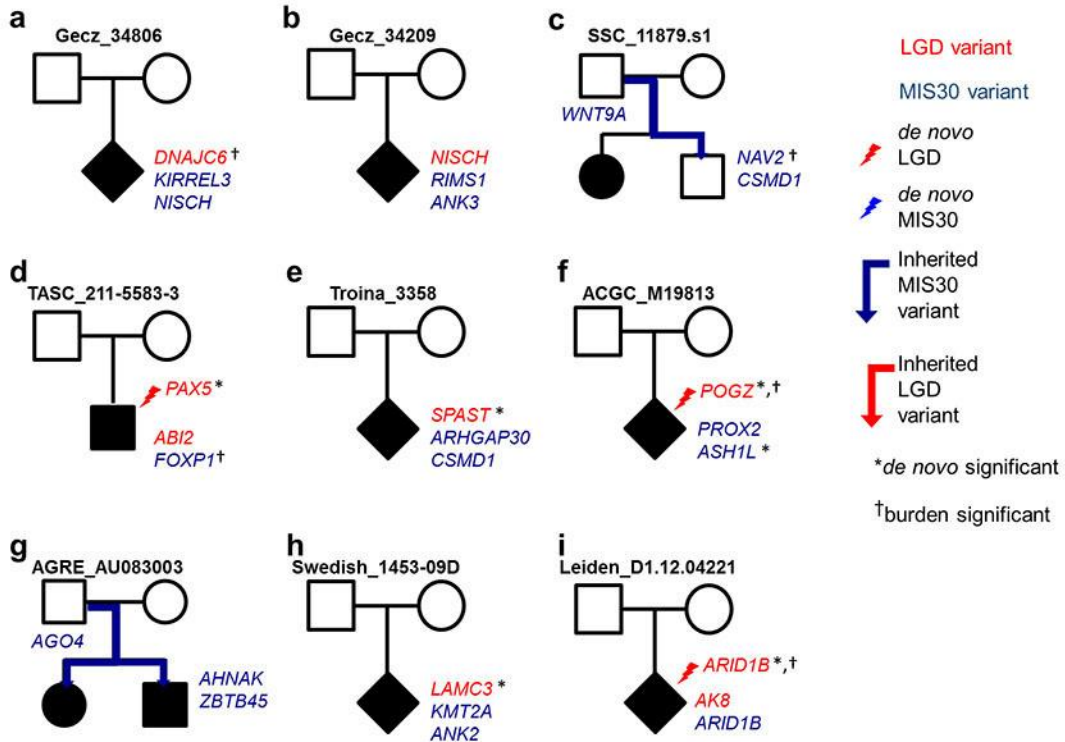 a
Gecz_34806
DNAJC6 †
KIRREL3
NISCH
b
Gecz_34209
NISCH
RIMS1
ANK3
c
SSC_11879.s1
WNT9A
NAV2 †
CSMD1
LGD variant
MIS30 variant
de novo
LGD
de novo
MIS30
Inherited
MIS30
variant
Inherited
LGD
variant
*de novo significant
†burden significant
d
TASC_211-5583-3
PAX5 *
ABI2
FOXP1†
e
Troina_3358
SPAST *
ARHGAP30
CSMD1
f
ACGC_M19813
POGZ *,†
PROX2
ASH1L *
g
AGRE_AU083003
AGO4
AHNAK
ZBTB45
h
Swedish_1453-09D
LAMC3 *
KMT2A
ANK2
i
Leiden_D1.12.04221
ARID1B *,†
AK8
ARID1B